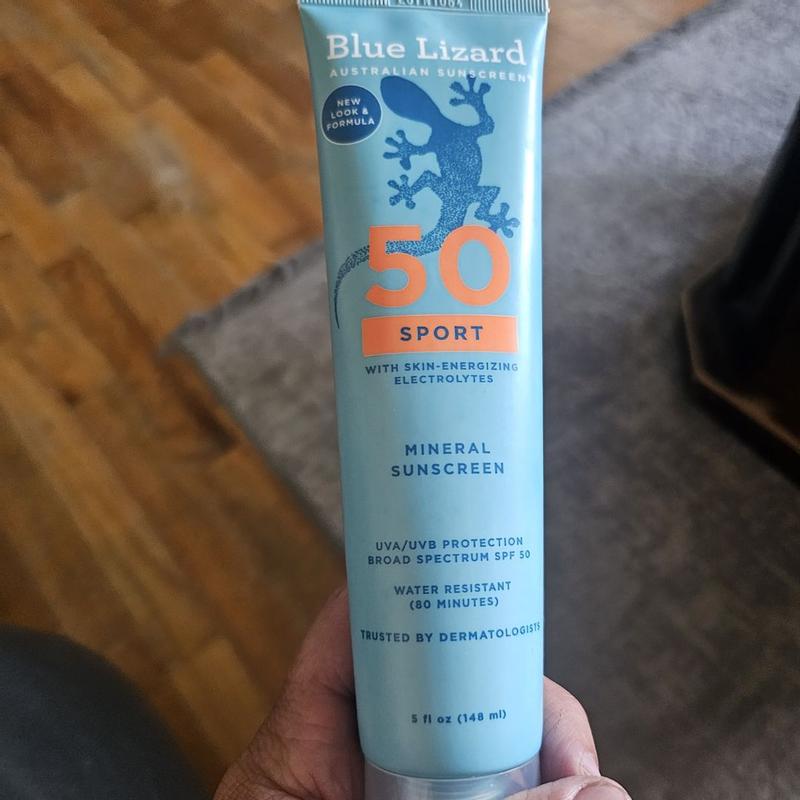 Blue Lizard
AUSTRALIAN SUNSCREEN
NEW
LOOK &
FORMULA
50
SPORT
WITH SKIN-ENERGIZING
ELECTROLYTES
MINERAL
SUNSCREEN
UVA/UVB PROTECTION
BROAD SPECTRUM SPF 50
WATER RESISTANT
(80 MINUTES)
TRUSTED BY DERMATOLOGISTS
5 fl oz (148 ml)